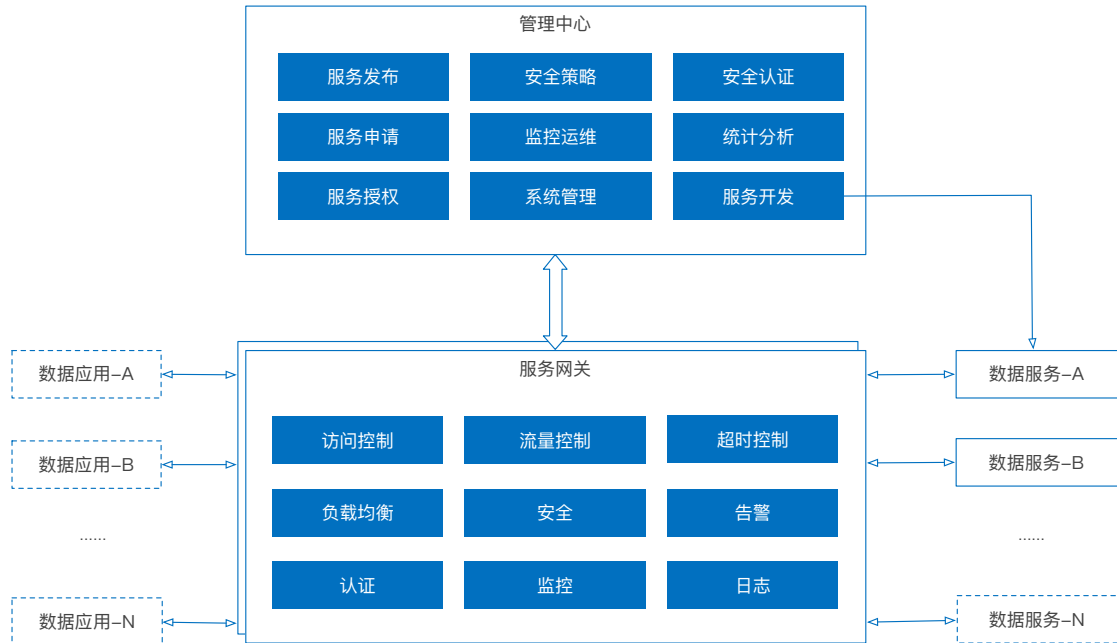 管理中心
服务发布
安全策略
安全认证
服务申请
监控运维
统计分析
服务授权
系统管理
服务开发
数据应用–A
服务网关
数据服务–A
访问控制
流量控制
超时控制
数据应用–B
数据服务–B
负载均衡
安全
告警
......
......
认证
监控
日志
数据应用–N
数据服务–N